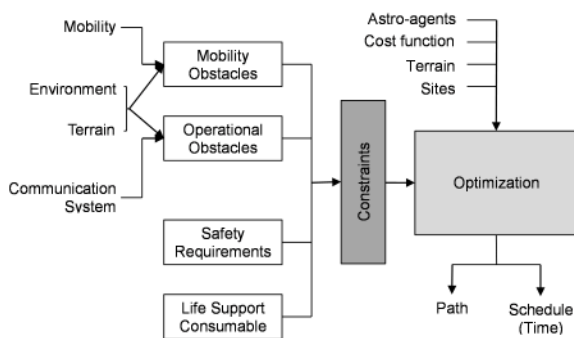 Mobility
Environment
Terrain
Communication
System
Mobility
Obstacles
Operational
Obstacles
Safety
Requirements
Life Support
Consumable
Constraints
Astro-agents
Cost function
Terrain
Sites
Optimization
Path
Schedule
(Time)